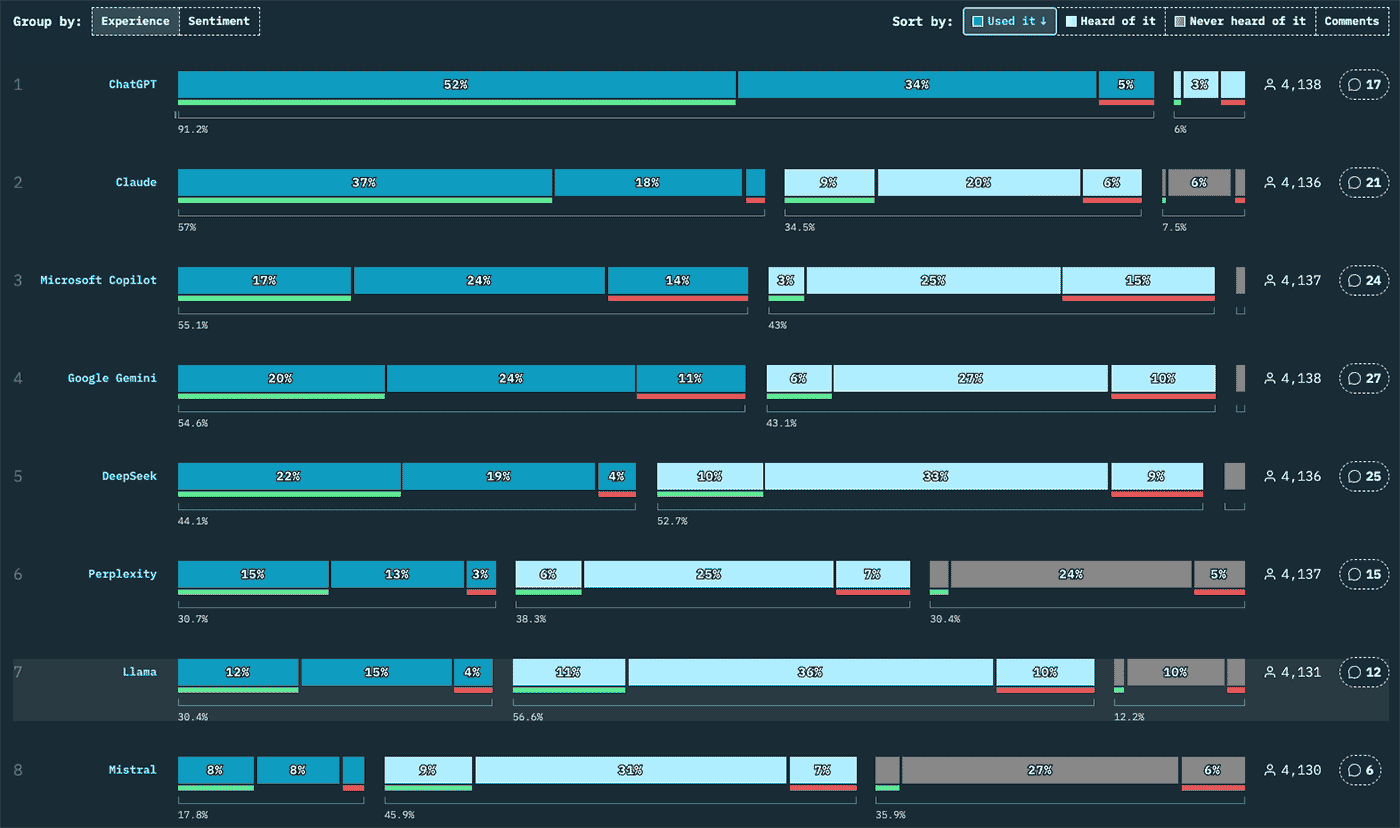 Group by: Experience Sentiment Sort by: Used it ↓ Heard of it Never heard of it Comments
1 ChatGPT 52% 34% 5% 3% 4,138 17
91.2% 6%
2 Claude 37% 18% 9% 20% 6% 6% 4,136 21
57% 34.5% 7.5%
3 Microsoft Copilot 17% 24% 14% 3% 25% 15% 4,137 24
55.1% 43%
4 Google Gemini 20% 24% 11% 6% 27% 10% 4,138 27
54.6% 43.1%
5 DeepSeek 22% 19% 4% 10% 33% 9% 4,136 25
44.1% 52.7%
6 Perplexity 15% 13% 3% 6% 25% 7% 24% 5% 4,137 15
30.7% 38.3% 30.4%
7 Llama 12% 15% 4% 11% 36% 10% 10% 4,131 12
30.4% 56.6% 12.2%
8 Mistral 8% 8% 9% 31% 7% 27% 6% 4,130 6
17.8% 45.9% 35.9%